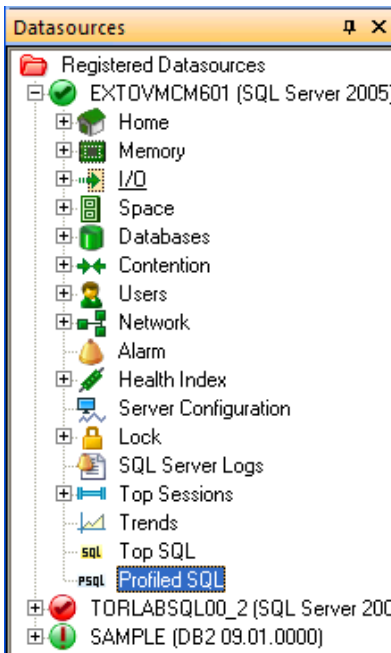 Datasources
Registered Datasources
EXTOVMCM601 (SQL Server 2005)
Home
Memory
I/O
Space
Databases
Contention
Users
Network
Alarm
Health Index
Server Configuration
Lock
SQL Server Logs
Top Sessions
Trends
SQL Top SQL
PSQL Profiled SQL
TORLABSQL00_2 (SQL Server 200
SAMPLE (DB2 09.01.0000)